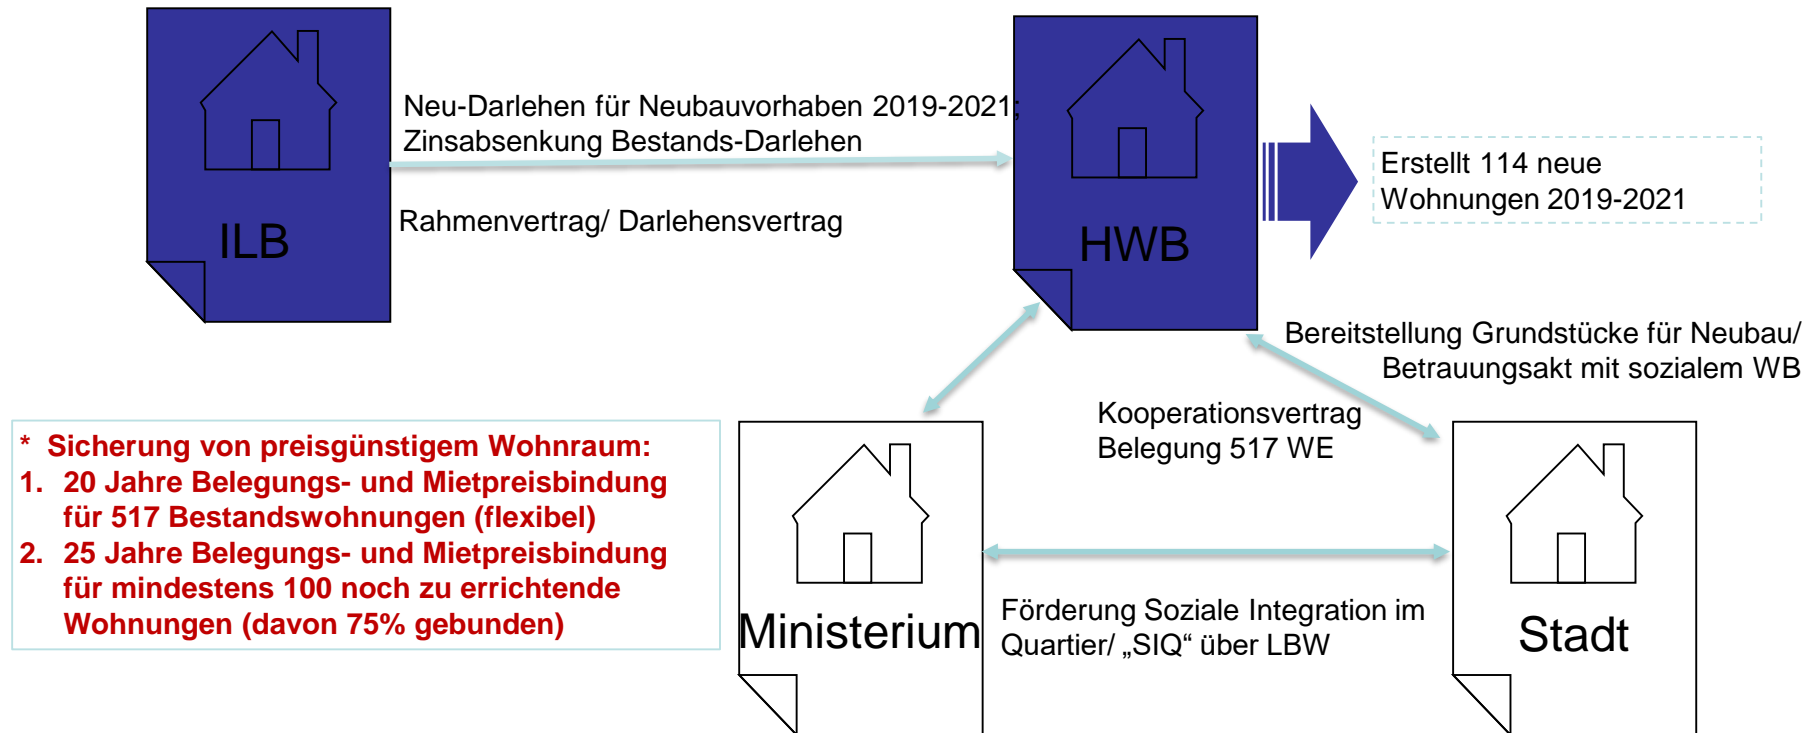 Neu-Darlehen für Neubauvorhaben 2019-2021;
Zinsabsenkung Bestands-Darlehen
Rahmenvertrag/ Darlehensvertrag
ILB
HWB
Erstellt 114 neue
Wohnungen 2019-2021
Bereitstellung Grundstücke für Neubau/
Betrauungsakt mit sozialem WB
Kooperationsvertrag
Belegung 517 WE
* Sicherung von preisgünstigem Wohnraum:
1. 20 Jahre Belegungs- und Mietpreisbindung
für 517 Bestandswohnungen (flexibel)
2. 25 Jahre Belegungs- und Mietpreisbindung
für mindestens 100 noch zu errichtende
Wohnungen (davon 75% gebunden)
Ministerium
Förderung Soziale Integration im
Quartier/ „SIQ“ über LBW
Stadt